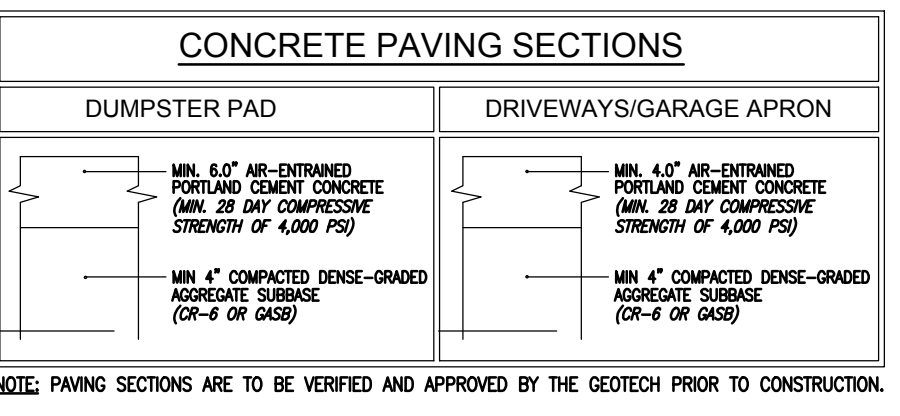 CONCRETE PAVING SECTIONS
DUMPSTER PAD
MIN. 6.0" AIR-ENTRAINED
PORTLAND CEMENT CONCRETE
(MIN. 28 DAY COMPRESSIVE
STRENGTH OF 4,000 PSI)
MIN 4" COMPACTED DENSE-GRADED
AGGREGATE SUBBASE
(CR-6 OR GASB)
DRIVEWAYS/GARAGE APRON
MIN. 4.0" AIR-ENTRAINED
PORTLAND CEMENT CONCRETE
(MIN. 28 DAY COMPRESSIVE
STRENGTH OF 4,000 PSI)
MIN 4" COMPACTED DENSE-GRADED
AGGREGATE SUBBASE
(CR-6 OR GASB)
NOTE: PAVING SECTIONS ARE TO BE VERIFIED AND APPROVED BY THE GEOTECH PRIOR TO CONSTRUCTION.